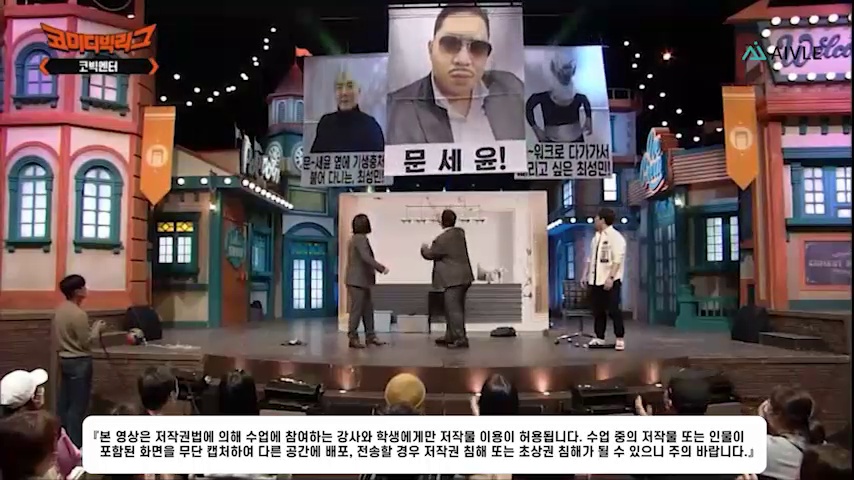 코미디빅리그
코빅멘터
AIVLE
Welco
문세윤!
문-세윤 옆에 기생충처
붙어 다니는, 최성민!
-워크로 다가가서
리고 싶은 최성민!
『본 영상은 저작권법에 의해 수업에 참여하는 강사와 학생에게만 저작물 이용이 허용됩니다. 수업 중의 저작물 또는 인물이
포함된 화면을 무단 캡처하여 다른 공간에 배포, 전송할 경우 저작권 침해 또는 초상권 침해가 될 수 있으니 주의 바랍니다.』